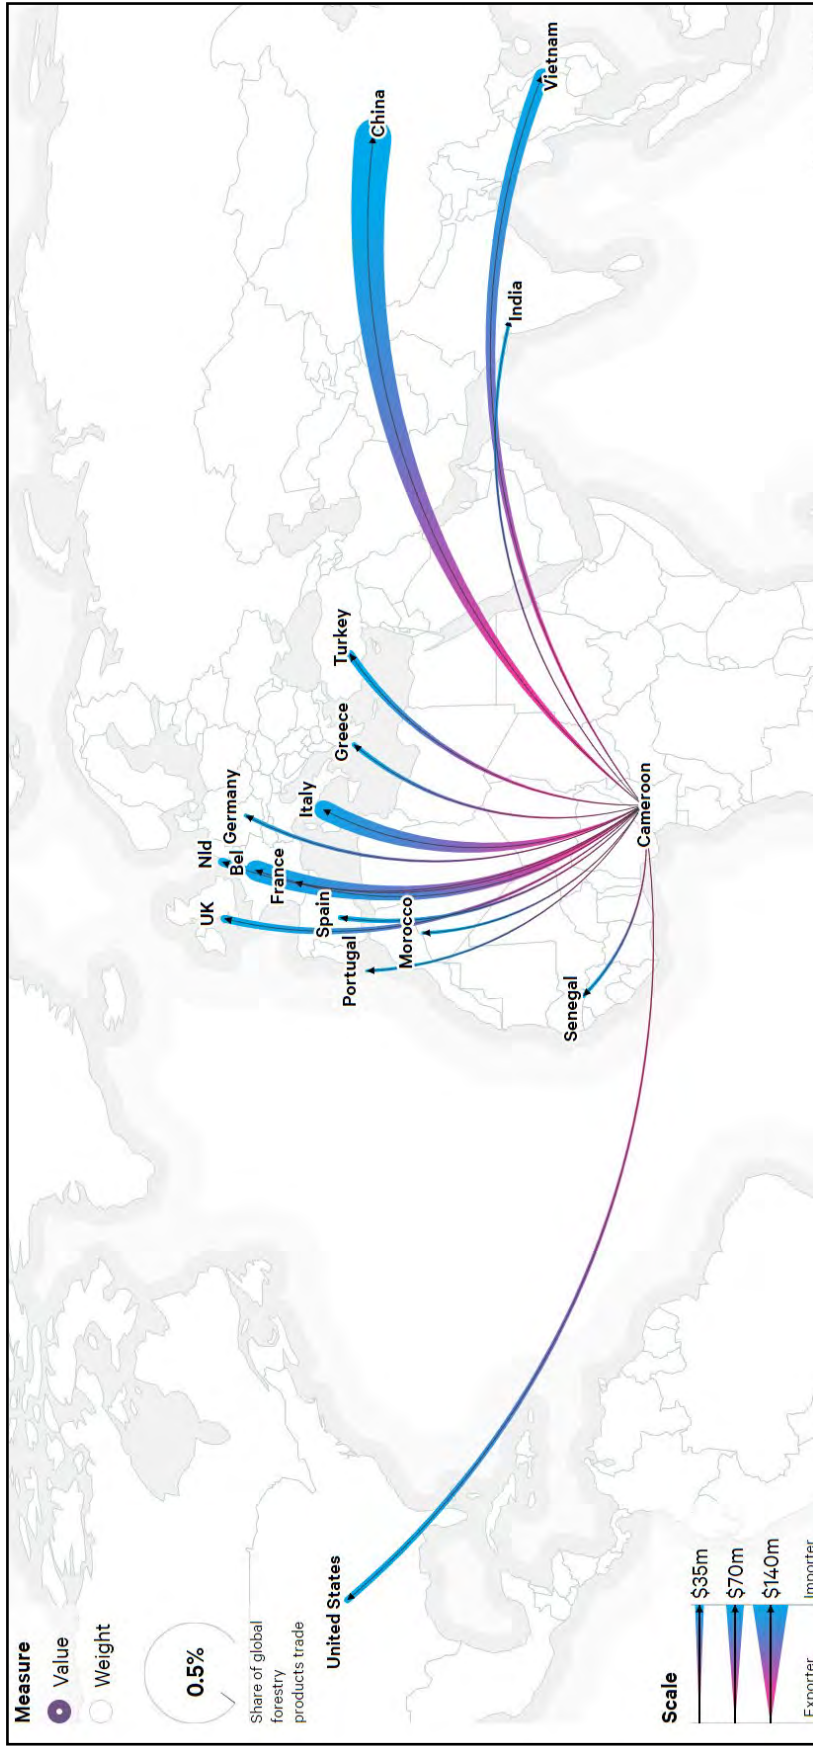 Measure
Value
Weight
0.5%
Share of global
forestry
products trade
United States
UK
Nld
Bel
Germany
France
Spain
Portugal
Morocco
Italy
Greece
Turkey
China
India
Vietnam
Senegal
Cameroon
Scale
$35m
$70m
$140m
Exporter
Importer